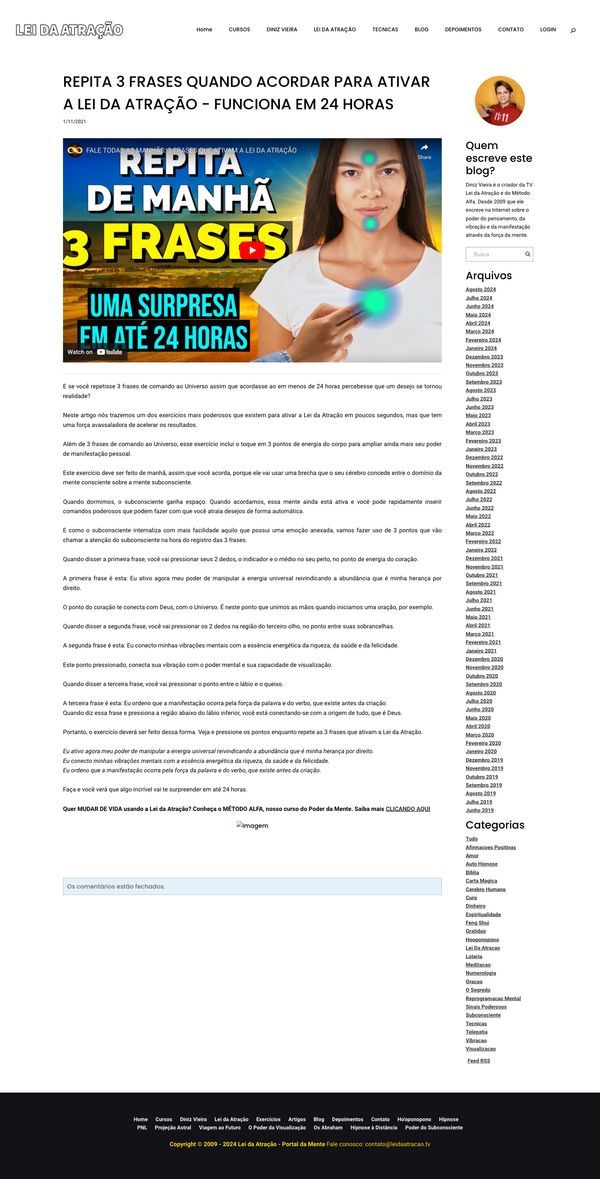 LEI DA ATRAÇÃO
Home CURSOS DINIZ VIEIRA LEI DA ATRAÇÃO TECNICAS BLOG DEPOIMENTOS CONTATO LOGIN
REPITA 3 FRASES QUANDO ACORDAR PARA ATIVAR
A LEI DA ATRAÇÃO - FUNCIONA EM 24 HORAS
1/11/2021
FALE TODAS AS MANHÃS: 3 FRASES QUE ATIVAM A LEI DA ATRAÇÃO
Share
REPITA
DE MANHÃ
3 FRASES
UMA SURPRESA
EM ATÉ 24 HORAS
Watch on YouTube
E se você repetisse 3 frases de comando ao Universo assim que acordasse ao em menos de 24 horas percebesse que um desejo se tornou
realidade?
Neste artigo nós trazemos um dos exercícios mais poderosos que existem para ativar a Lei da Atração em poucos segundos, mas que tem
uma força avassaladora de acelerar os resultados.
Além de 3 frases de comando ao Universo, esse exercício inclui o toque em 3 pontos de energia do corpo para ampliar ainda mais seu poder
de manifestação pessoal.
Este exercício deve ser feito de manhã, assim que você acorda, porque ele vai usar uma brecha que o seu cérebro concede entre o domínio da
mente consciente sobre a mente subconsciente.
Quando dormimos, o subconsciente ganha espaço. Quando acordamos, essa mente ainda está ativa e você pode rapidamente inserir
comandos poderosos que podem fazer com que você atraia desejos de forma automática.
E como o subconsciente internaliza com mais facilidade aquilo que possui uma emoção anexada, vamos fazer uso de 3 pontos que vão
chamar a atenção do subconsciente na hora do registro das 3 frases.
Quando disser a primeira frase, você vai pressionar seus 2 dedos, o indicador e o médio no seu peito, no ponto de energia do coração.
A primeira frase é esta: Eu ativo agora meu poder de manipular a energia universal reivindicando a abundância que é minha herança por
direito.
O ponto do coração te conecta com Deus, com o Universo. É neste ponto que unimos as mãos quando iniciamos uma oração, por exemplo.
Quando disser a segunda frase, você vai pressionar os 2 dedos na região do terceiro olho, no ponto entre suas sobrancelhas.
A segunda frase é esta: Eu conecto minhas vibrações mentais com a essência energética da riqueza, da saúde e da felicidade.
Este ponto pressionado, conecta sua vibração com o poder mental e sua capacidade de visualização.
Quando disser a terceira frase, você vai pressionar o ponto entre o lábio e o queixo.
A terceira frase é esta: Eu ordeno que a manifestação ocorra pela força da palavra e do verbo, que existe antes da criação.
Quando diz essa frase e pressiona a região abaixo do lábio inferior, você está conectando-se com a origem de tudo, que é Deus.
Portanto, o exercício deverá ser feito dessa forma. Veja e pressione os pontos enquanto repete as 3 frases que ativam a Lei da Atração.
Eu ativo agora meu poder de manipular a energia universal reivindicando a abundância que é minha herança por direito.
Eu conecto minhas vibrações mentais com a essência energética da riqueza, da saúde e da felicidade.
Eu ordeno que a manifestação ocorra pela força da palavra e do verbo, que existe antes da criação.
Faça e você verá que algo incrível vai te surpreender em até 24 horas.
Quer MUDAR DE VIDA usando a Lei da Atração? Conheça o MÉTODO ALFA, nosso curso do Poder da Mente. Saiba mais CLICANDO AQUI
Imagem
Os comentários estão fechados.
11:11
Quem
escreve este
blog?
Diniz Vieira é o criador da TV
Lei da Atração e do Método
Alfa. Desde 2009 que ele
escreve na Internet sobre o
poder do pensamento, da
vibração e da manifestação
através da força da mente.
Busca
Arquivos
Agosto 2024
Julho 2024
Junho 2024
Maio 2024
Abril 2024
Março 2024
Fevereiro 2024
Janeiro 2024
Dezembro 2023
Novembro 2023
Outubro 2023
Setembro 2023
Agosto 2023
Julho 2023
Junho 2023
Maio 2023
Abril 2023
Março 2023
Fevereiro 2023
Janeiro 2023
Dezembro 2022
Novembro 2022
Outubro 2022
Setembro 2022
Agosto 2022
Julho 2022
Junho 2022
Maio 2022
Abril 2022
Março 2022
Fevereiro 2022
Janeiro 2022
Dezembro 2021
Novembro 2021
Outubro 2021
Setembro 2021
Agosto 2021
Julho 2021
Junho 2021
Maio 2021
Abril 2021
Março 2021
Fevereiro 2021
Janeiro 2021
Dezembro 2020
Novembro 2020
Outubro 2020
Setembro 2020
Agosto 2020
Julho 2020
Junho 2020
Maio 2020
Abril 2020
Março 2020
Fevereiro 2020
Janeiro 2020
Dezembro 2019
Novembro 2019
Outubro 2019
Setembro 2019
Agosto 2019
Julho 2019
Junho 2019
Categorias
Tudo
Afirmacoes Positivas
Amor
Auto Hipnose
Biblia
Carta Magica
Cerebro Humano
Cura
Dinheiro
Espiritualidade
Feng Shui
Gratidao
Hooponopono
Lei Da Atracao
Loteria
Meditacao
Numerologia
Oracao
O Segredo
Reprogramacao Mental
Sinais Poderosos
Subconsciente
Tecnicas
Telepatia
Vibracao
Visualizacao
Feed RSS
Home Cursos Diniz Vieira Lei da Atração Exercícios Artigos Blog Depoimentos Contato Ho'oponopono Hipnose
PNL Projeção Astral Viagem ao Futuro O Poder da Visualização Os Abraham Hipnose à Distância Poder do Subconsciente
Copyright © 2009 - 2024 Lei da Atração - Portal da Mente Fale conosco: contato@leidaatracao.tv